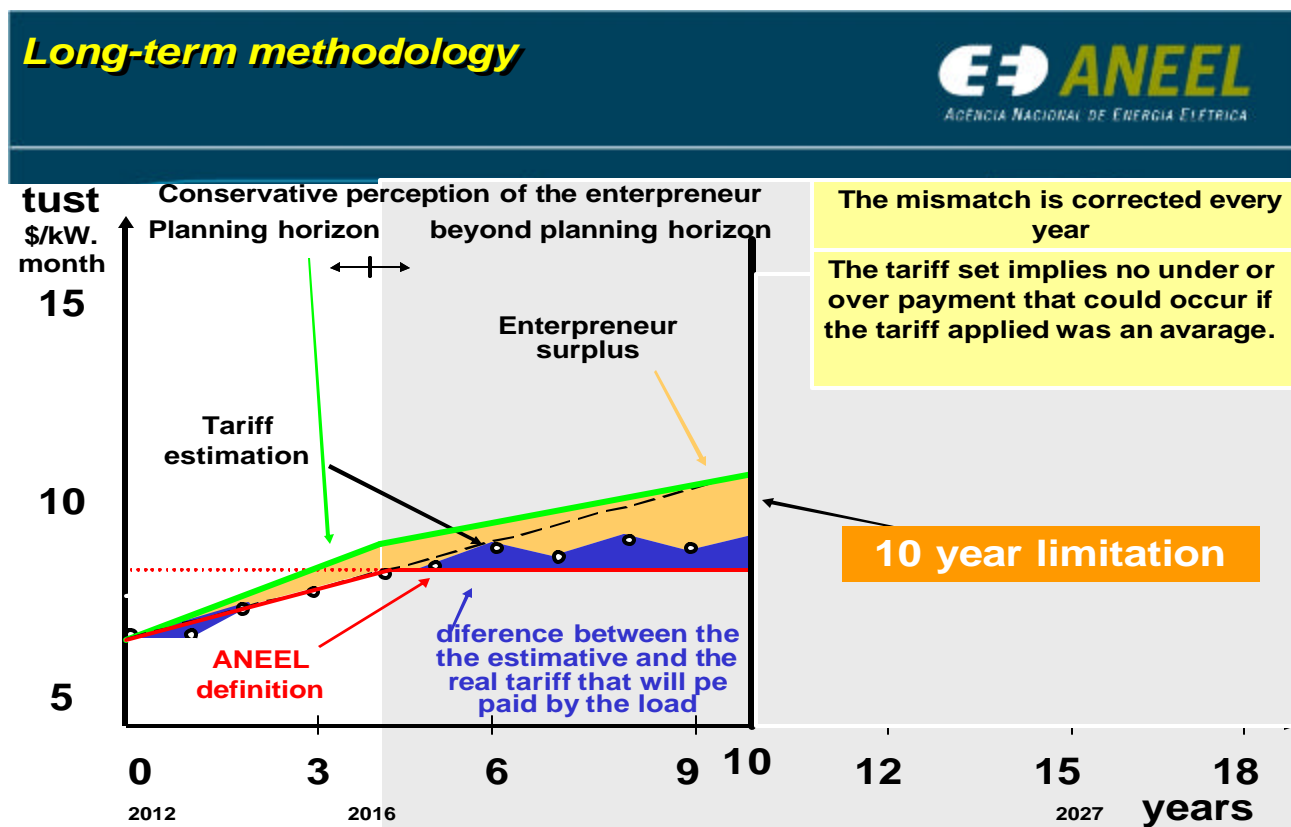 Long-term methodology
ANEEL
AGÊNCIA NACIONAL DE ENERGIA ELÉTRICA
tust
$/kW.
month
Conservative perception of the enterpreneur
Planning horizon
beyond planning horizon
The mismatch is corrected every
year
The tariff set implies no under or
over payment that could occur if
the tariff applied was an avarage.
15
Enterpreneur
surplus
Tariff
estimation
10
10 year limitation
ANEEL
definition
diference between the
the estimative and the
real tariff that will pe
paid by the load
5
0
3
6
9
10
12
15
18
2012
2016
2027
years